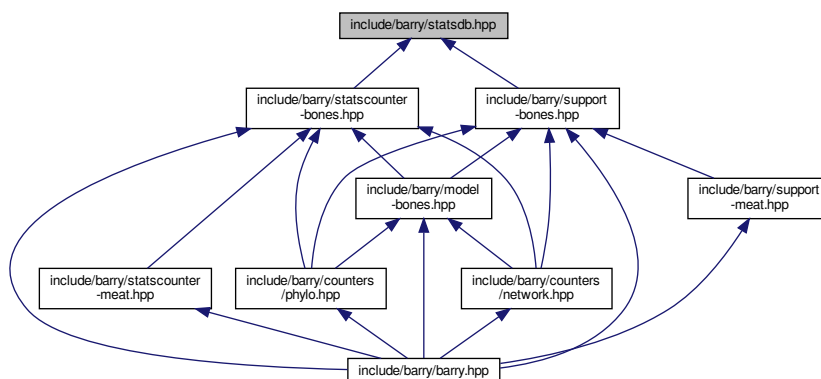 include/barry/statsdb.hpp
include/barry/statscounter
-bones.hpp
include/barry/support
-bones.hpp
include/barry/model
-bones.hpp
include/barry/support
-meat.hpp
include/barry/statscounter
-meat.hpp
include/barry/counters
/phylo.hpp
include/barry/counters
/network.hpp
include/barry/barry.hpp